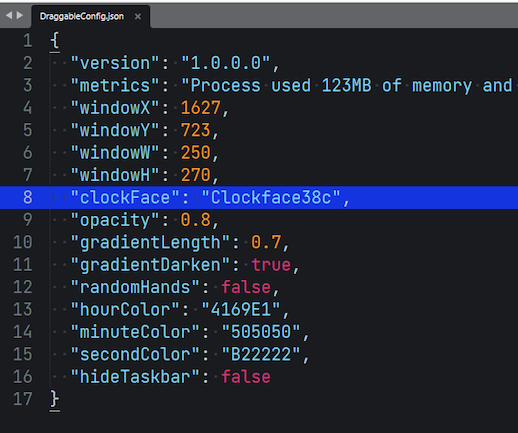 DraggableConfig.json ×
1 {
2 "version": "1.0.0.0",
3 "metrics": "Process used 123MB of memory and
4 "windowX": 1627,
5 "windowY": 723,
6 "windowW": 250,
7 "windowH": 270,
8 "clockFace": "Clockface38c",
9 "opacity": 0.8,
10 "gradientLength": 0.7,
11 "gradientDarken": true,
12 "randomHands": false,
13 "hourColor": "4169E1",
14 "minuteColor": "505050",
15 "secondColor": "B22222",
16 "hideTaskbar": false
17 }